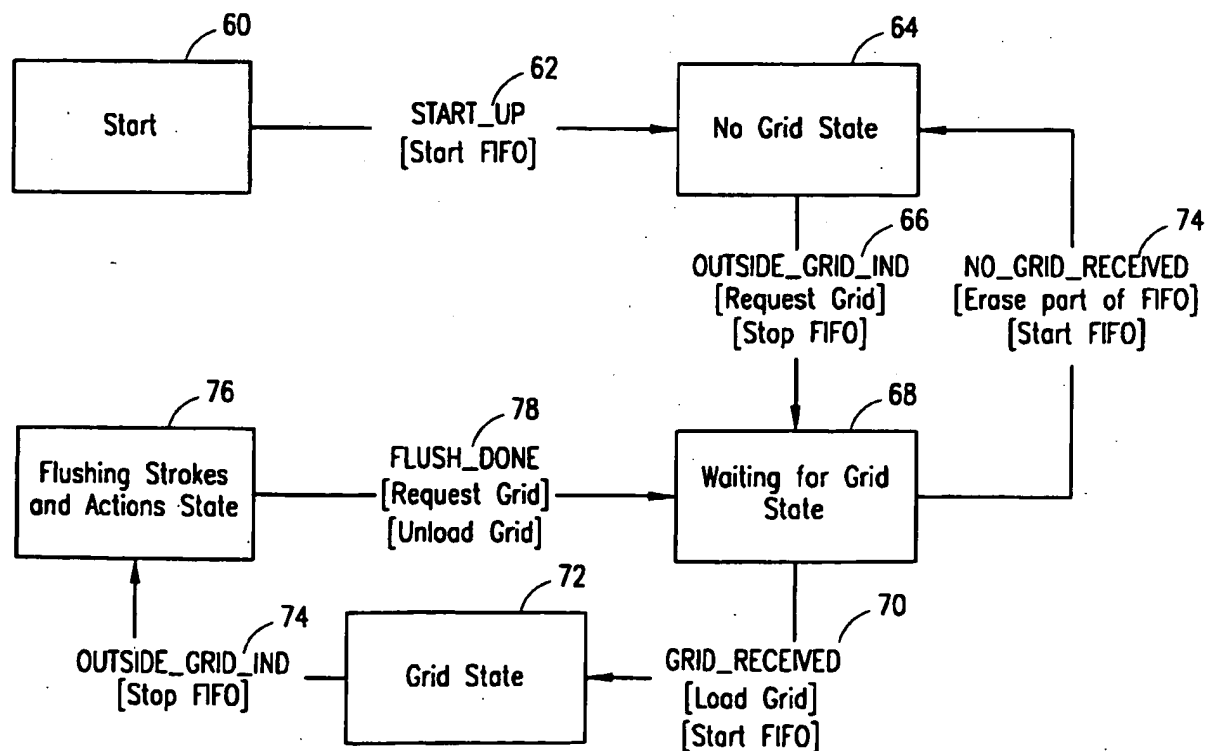 60
Start
62
START_UP
[Start FIFO]
64
No Grid State
66
OUTSIDE_GRID_IND
[Request Grid]
[Stop FIFO]
74
NO_GRID_RECEIVED
[Erase part of FIFO]
[Start FIFO]
76
Flushing Strokes
and Actions State
78
FLUSH_DONE
[Request Grid]
[Unload Grid]
68
Waiting for Grid
State
74
OUTSIDE_GRID_IND
[Stop FIFO]
72
Grid State
70
GRID_RECEIVED
[Load Grid]
[Start FIFO]